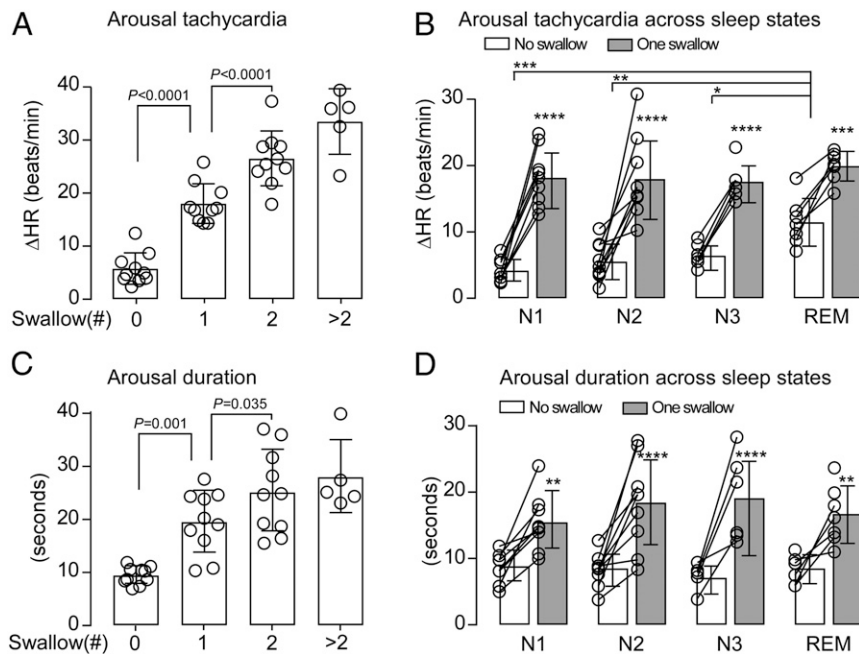 A
Arousal tachycardia
ΔHR (beats/min)
40
30
20
10
0
P<0.0001
P<0.0001
Swallow(#)
0
1
2
>2
B
Arousal tachycardia across sleep states
No swallow
One swallow
ΔHR (beats/min)
30
20
10
0
***
**
*
****
****
****
***
N1
N2
N3
REM
C
Arousal duration
(seconds)
40
30
20
10
0
P=0.001
P=0.035
Swallow(#)
0
1
2
>2
D
Arousal duration across sleep states
No swallow
One swallow
(seconds)
30
20
10
0
**
****
****
**
N1
N2
N3
REM